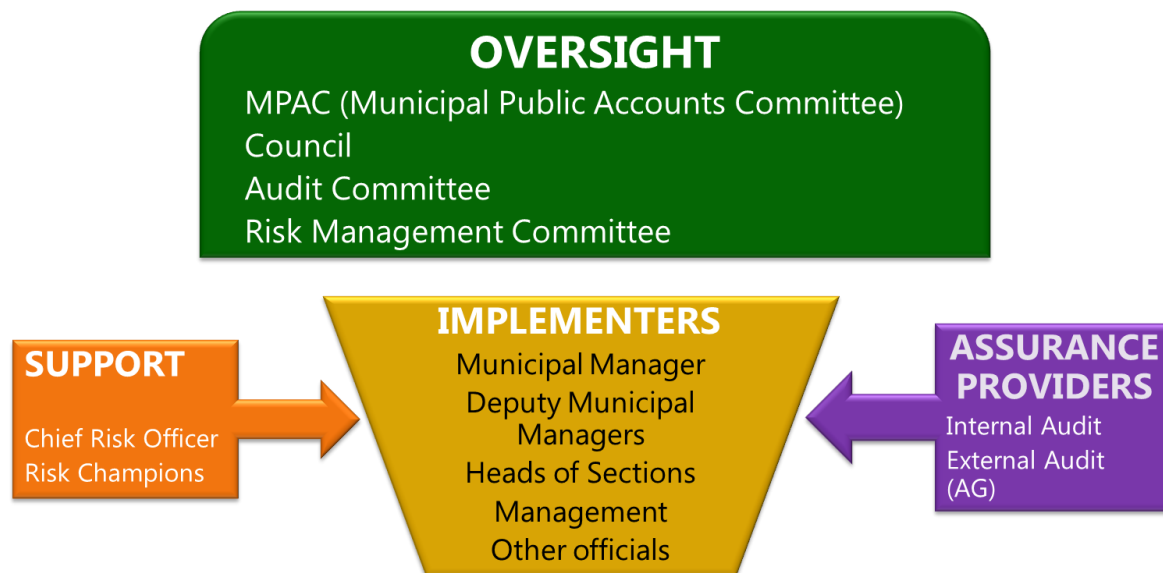 OVERSIGHT
MPAC (Municipal Public Accounts Committee)
Council
Audit Committee
Risk Management Committee
SUPPORT
Chief Risk Officer
Risk Champions
IMPLEMENTERS
Municipal Manager
Deputy Municipal
Managers
Heads of Sections
Management
Other officials
ASSURANCE
PROVIDERS
Internal Audit
External Audit
(AG)